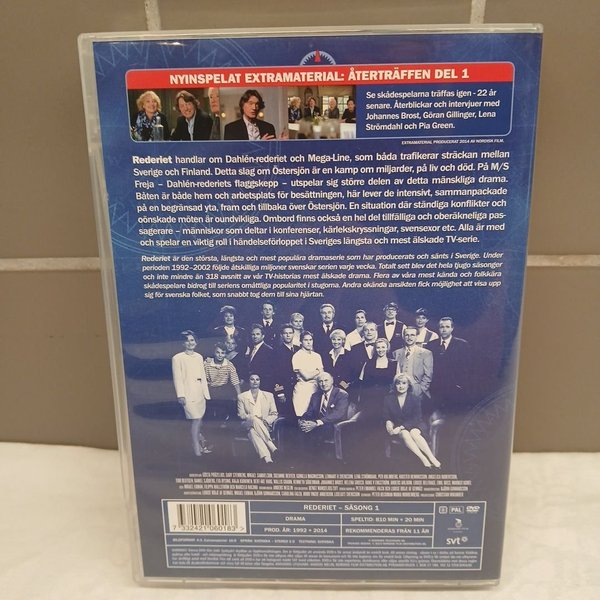 NYINSPELAT EXTRAMATERIAL: ÅTERTRÄFFEN DEL 1
Se skådespelarna träffas igen - 22 år
senare. Återblickar och intervjuer med
Johannes Brost, Göran Gillinger, Lena
Strömdahl och Pia Green.
EXTRAMATERIAL PRODUCERAT 2014 AV NORDISK FILM.
Rederiet handlar om Dahlén-rederiet och Mega-Line, som båda trafikerar sträckan mellan
Sverige och Finland. Detta slag om Östersjön är en kamp om miljarder, på liv och död. På M/S
Freja – Dahlén-rederiets flaggskepp – utspelar sig större delen av detta mänskliga drama.
Båten är både hem och arbetsplats för besättningen, här lever de intensivt, sammanpackade
på en begränsad yta, fram och tillbaka över Östersjön. En situation där ständiga konflikter och
oönskade möten är oundvikliga. Ombord finns också en hel del tillfälliga och oberäkneliga pas-
sagerare – människor som deltar i konferenser, kärlekskryssningar, svensexor etc. Alla är med
och spelar en viktig roll i händelseförloppet i Sveriges längsta och mest älskade TV-serie.
Rederiet är den största, längsta och mest populära dramaserie som har producerats och sänts i Sverige. Under
perioden 1992–2002 följde åtskilliga miljoner svenskar serien varje vecka. Totalt sett blev det hela tjugo säsonger
och inte mindre än 318 avsnitt av vår TV-histories mest älskade drama. Flera av våra mest kända och folkkära
skådespelare bidrog till seriens omåttliga popularitet i stugorna. Andra okända ansikten fick möjlighet att visa upp
sig för svenska folket, som snabbt tog dem till sina hjärtan.
REDERIET – SÄSONG 1
DRAMA
SPELTID: 810 MIN + 20 MIN
PROD. ÅR: 1992 + 2014
REKOMMENDERAS FRÅN 11 ÅR
7 332421 060183
PAL
DVD
svt